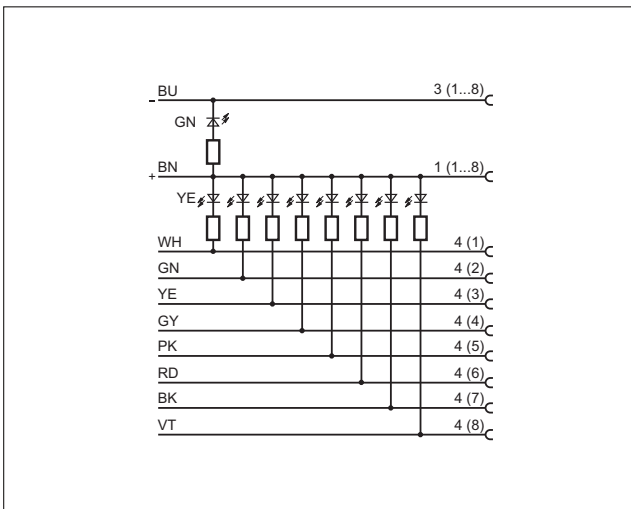 BU 3 (1...8)
-
GN
BN 1 (1...8)
+
YE
WH 4 (1)
GN 4 (2)
YE 4 (3)
GY 4 (4)
PK 4 (5)
RD 4 (6)
BK 4 (7)
VT 4 (8)